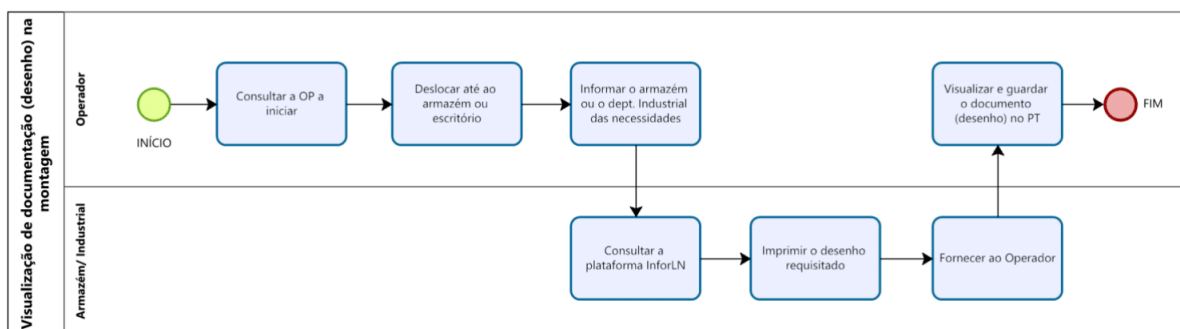 Visualização de documentação (desenho) na
montagem
Operador
INÍCIO
Consultar a OP a
iniciar
Deslocar até ao
armazém ou
escritório
Informar o armazém
ou o dept. Industrial
das necessidades
Visualizar e guardar
o documento
(desenho) no PT
FIM
Armazém/ Industrial
Consultar a
plataforma InforLN
Imprimir o desenho
requisitado
Fornecer ao Operador